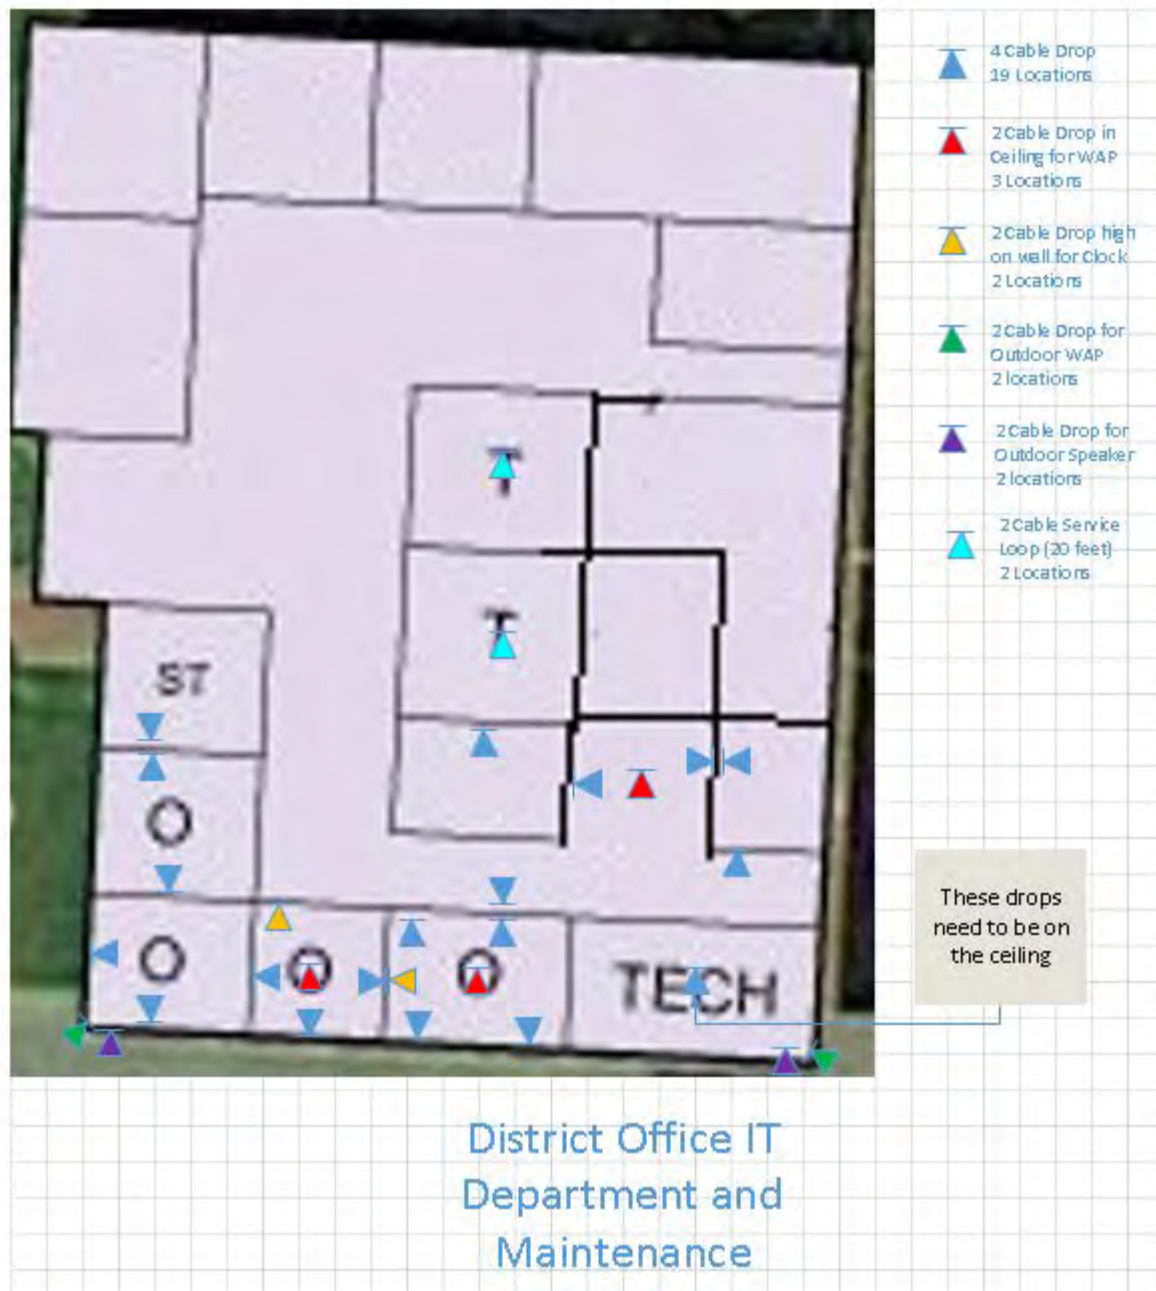 4 Cable Drop
19 Locations
2 Cable Drop in
Ceiling for WAP
3 Locations
2 Cable Drop high
on wall for Clock
2 Locations
2 Cable Drop for
Outdoor WAP
2 locations
2 Cable Drop for
Outdoor Speaker
2 locations
2 Cable Service
Loop (20 feet)
2 Locations
T
T
ST
O
O
O
O
TECH
These drops
need to be on
the ceiling
District Office IT
Department and
Maintenance